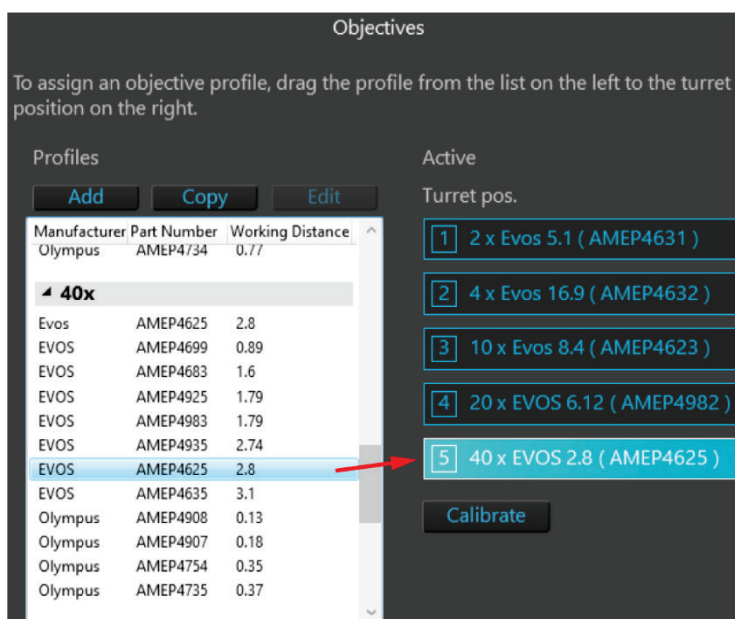 Objectives
To assign an objective profile, drag the profile from the list on the left to the turret
position on the right.
Profiles
Add Copy Edit
Manufacturer Part Number Working Distance
Olympus AMEP4734 0.77
40x
Evos AMEP4625 2.8
EVOS AMEP4699 0.89
EVOS AMEP4683 1.6
EVOS AMEP4925 1.79
EVOS AMEP4983 1.79
EVOS AMEP4935 2.74
EVOS AMEP4625 2.8
EVOS AMEP4635 3.1
Olympus AMEP4908 0.13
Olympus AMEP4907 0.18
Olympus AMEP4754 0.35
Olympus AMEP4735 0.37
Active
Turret pos.
1 2 x Evos 5.1 ( AMEP4631 )
2 4 x Evos 16.9 ( AMEP4632 )
3 10 x Evos 8.4 ( AMEP4623 )
4 20 x EVOS 6.12 ( AMEP4982 )
5 40 x EVOS 2.8 ( AMEP4625 )
Calibrate